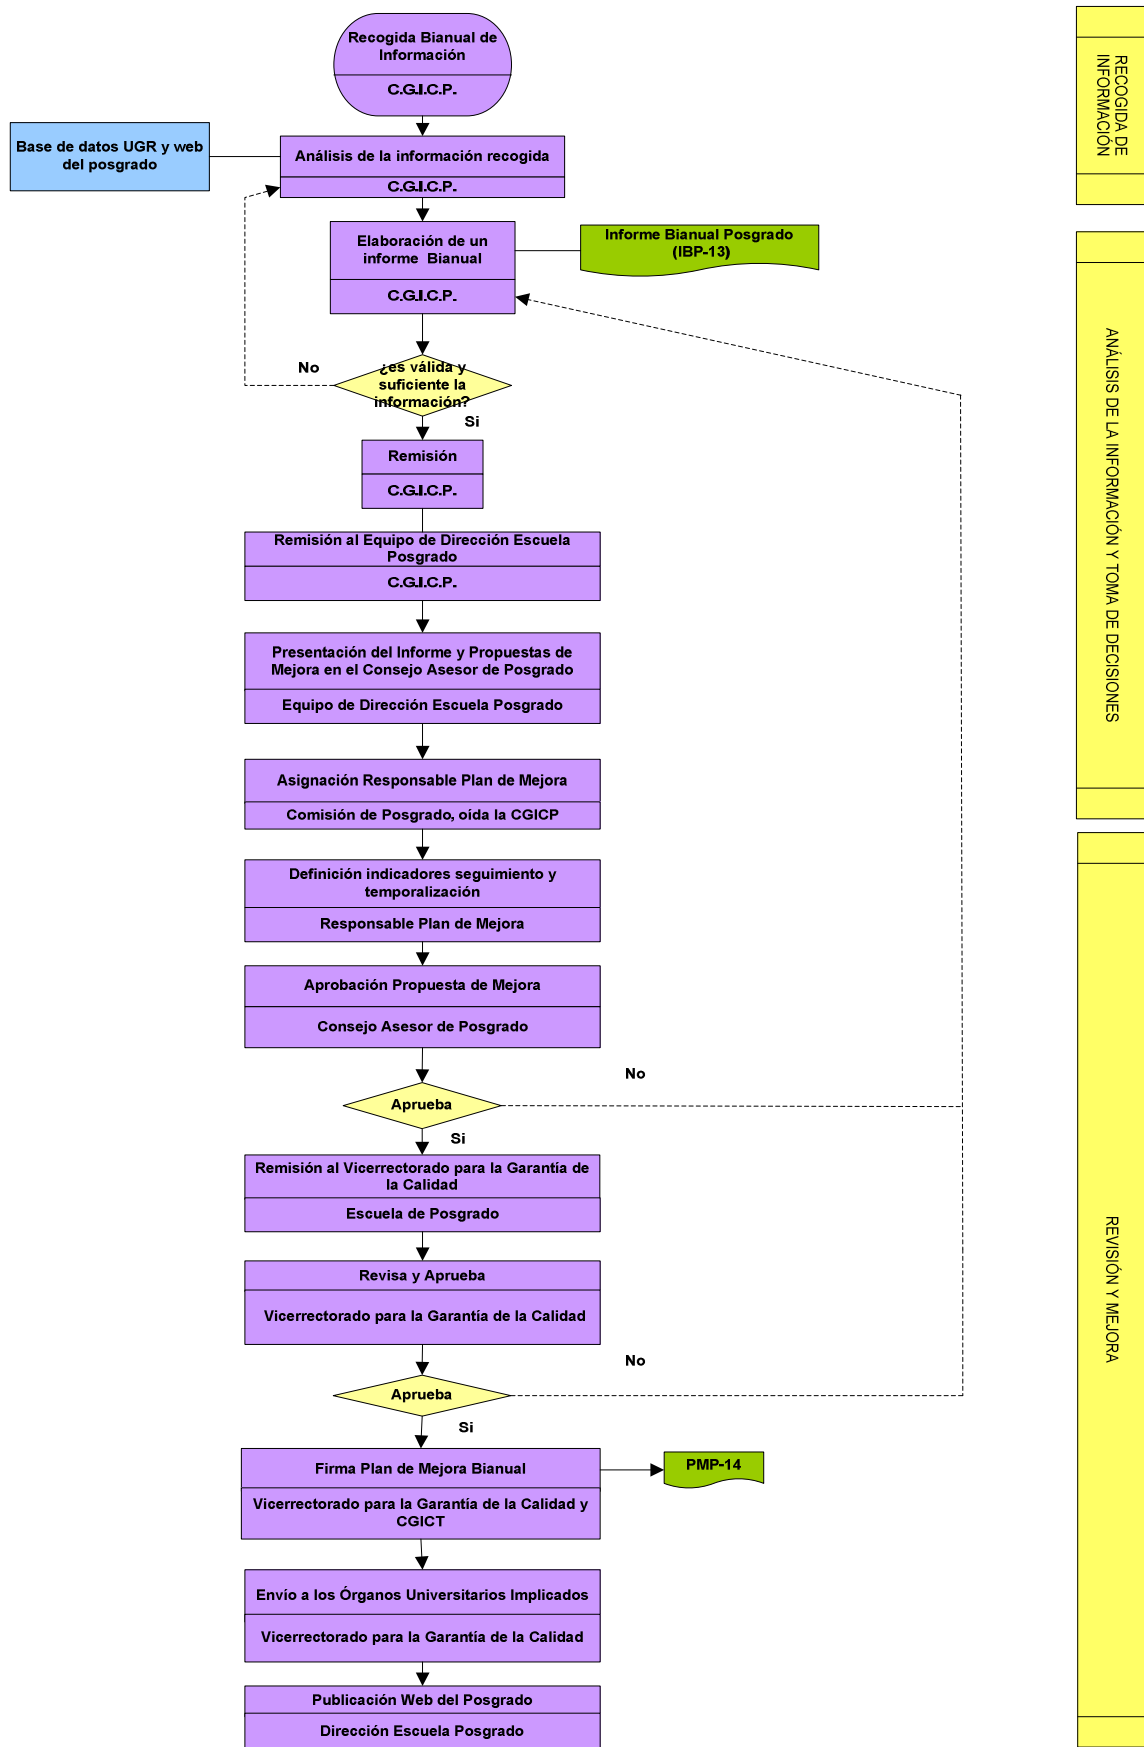 Recogida Bianual de
Información
C.G.I.C.P.
RECOGIDA DE
INFORMACIÓN
Base de datos UGR y web
del posgrado
Análisis de la información recogida
C.G.I.C.P.
Elaboración de un
informe Bianual
C.G.I.C.P.
Informe Bianual Posgrado
(IBP-13)
No
¿es válida y
suficiente la
información?
Si
ANÁLISIS DE LA INFORMACIÓN Y TOMA DE DECISIONES
Remisión
C.G.I.C.P.
Remisión al Equipo de Dirección Escuela
Posgrado
C.G.I.C.P.
Presentación del Informe y Propuestas de
Mejora en el Consejo Asesor de Posgrado
Equipo de Dirección Escuela Posgrado
Asignación Responsable Plan de Mejora
Comisión de Posgrado, oída la CGICP
Definición indicadores seguimiento y
temporalización
Responsable Plan de Mejora
Aprobación Propuesta de Mejora
Consejo Asesor de Posgrado
No
Aprueba
Si
Remisión al Vicerrectorado para la Garantía de
la Calidad
Escuela de Posgrado
REVISIÓN Y MEJORA
Revisa y Aprueba
Vicerrectorado para la Garantía de la Calidad
No
Aprueba
Si
Firma Plan de Mejora Bianual
Vicerrectorado para la Garantía de la Calidad y
CGICT
PMP-14
Envío a los Órganos Universitarios Implicados
Vicerrectorado para la Garantía de la Calidad
Publicación Web del Posgrado
Dirección Escuela Posgrado